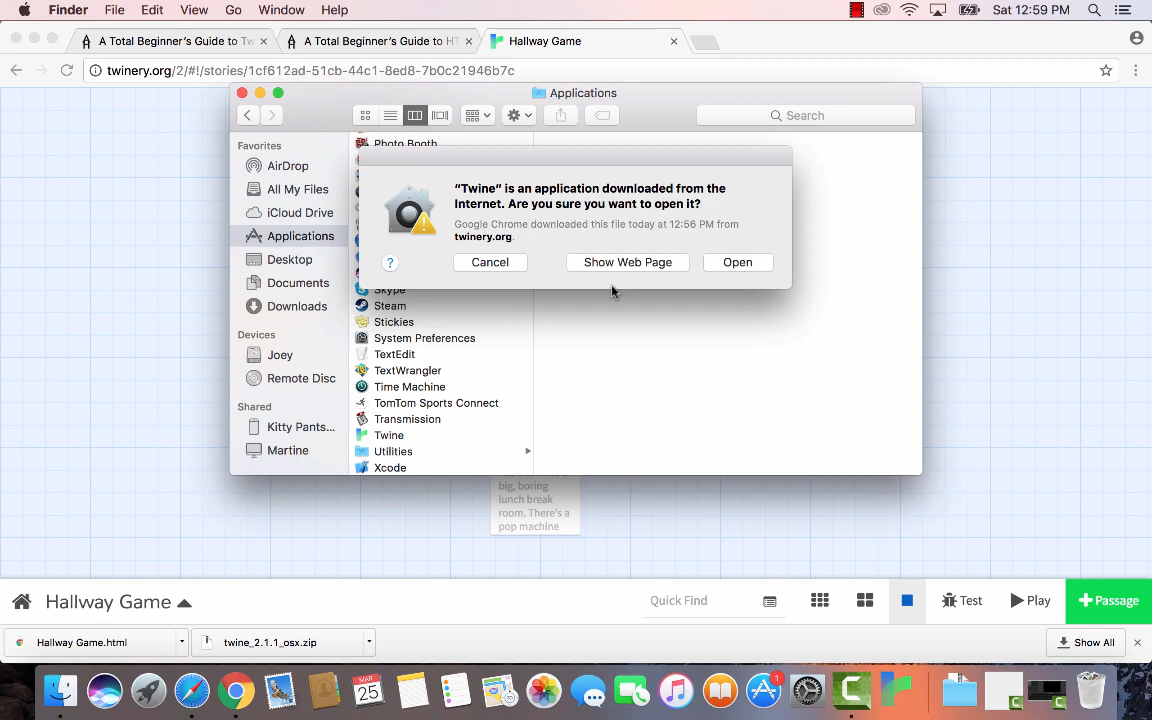 Finder File Edit View Go Window Help Sat 12:59 PM
A Total Beginner's Guide to Tw
A Total Beginner's Guide to HT
Hallway Game
twinery.org/2/#!/stories/1cf612ad-51cb-44c1-8ed8-7b0c21946b7c
Applications
Search
Favorites
AirDrop
All My Files
iCloud Drive
Applications
Desktop
Documents
Downloads
Devices
Joey
Remote Disc
Shared
Kitty Pants...
Martine
Photo Booth
"Twine" is an application downloaded from the
Internet. Are you sure you want to open it?
Google Chrome downloaded this file today at 12:56 PM from
twinery.org.
? Cancel Show Web Page Open
Skype
Steam
Stickies
System Preferences
TextEdit
TextWrangler
Time Machine
TomTom Sports Connect
Transmission
Twine
Utilities
Xcode
big, boring
lunch break
room. There's a
pop machine
Hallway Game Quick Find Test Play +Passage
Hallway Game.html twine_2.1.1_osx.zip Show All
MAR
25
1